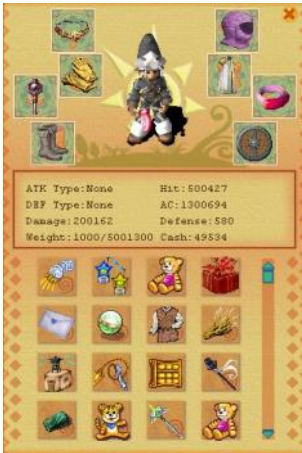 ATK Type:None Hit:500427
DEF Type:None AC:1300694
Damage:200162 Defense:580
Weight:1000/5001300 Cash:49534